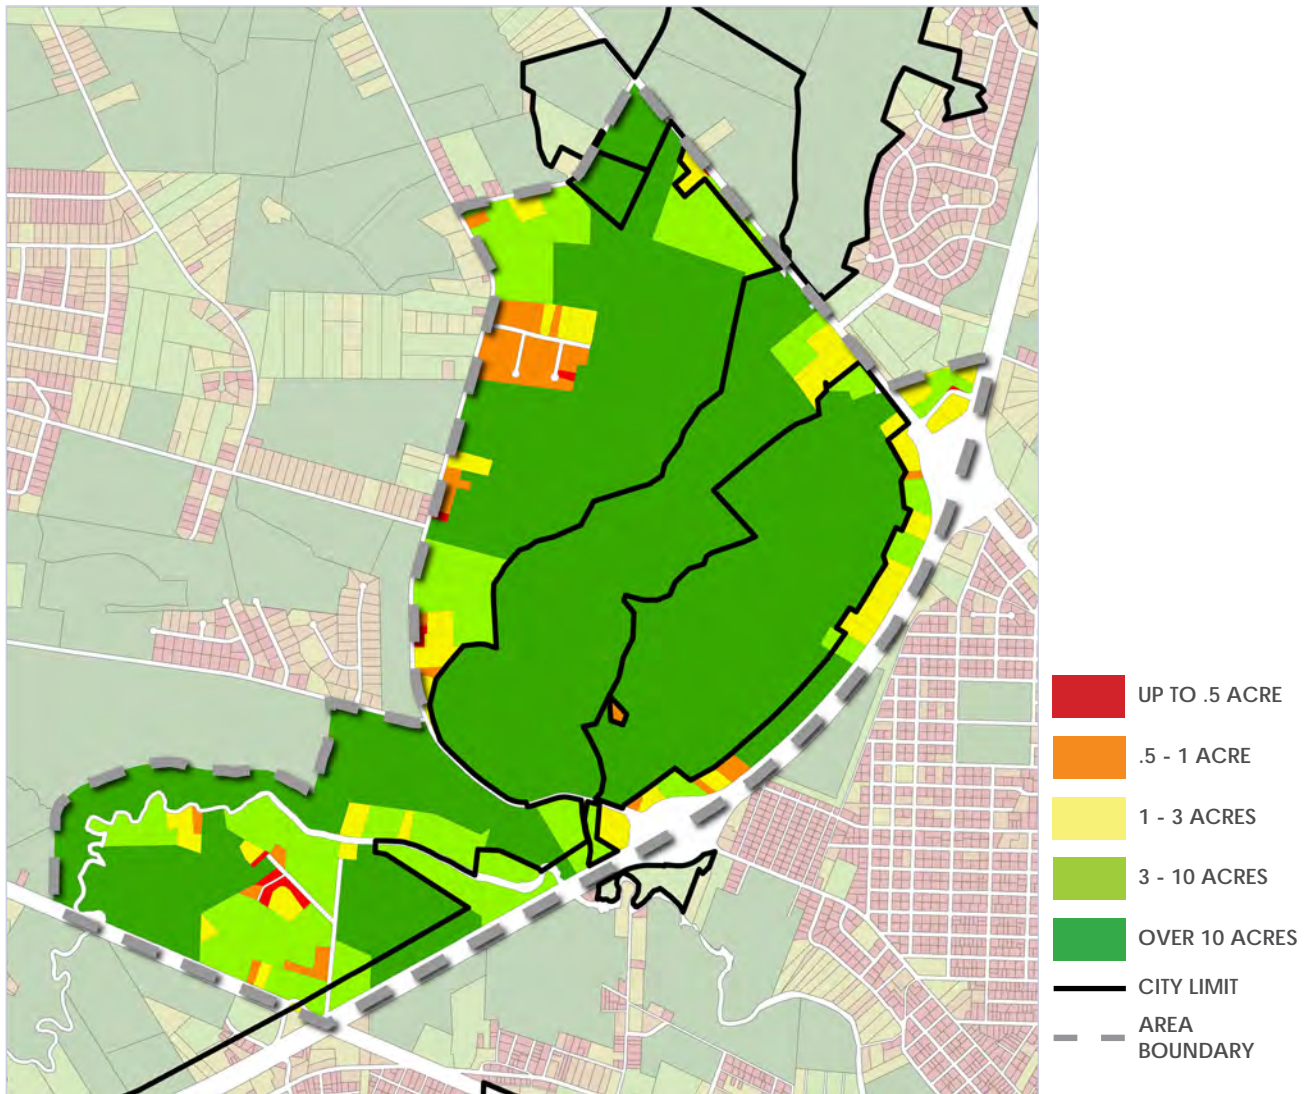 UP TO .5 ACRE
.5 - 1 ACRE
1 - 3 ACRES
3 - 10 ACRES
OVER 10 ACRES
CITY LIMIT
AREA
BOUNDARY